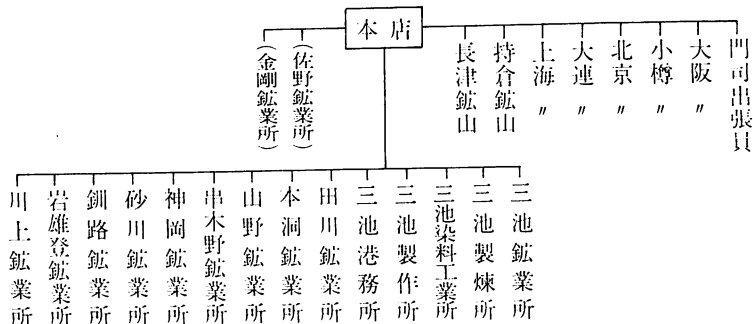 本店
門司出張員
大阪〃
小樽〃
北京〃
大連〃
上海〃
持倉鉱山
長津鉱山
(佐野鉱業所)
(金剛鉱業所)
三池鉱業所
三池製煉所
三池染料工業所
三池製作所
三池港務所
田川鉱業所
本洞鉱業所
山野鉱業所
串木野鉱業所
神岡鉱業所
砂川鉱業所
釧路鉱業所
岩雄登鉱業所
川上鉱業所